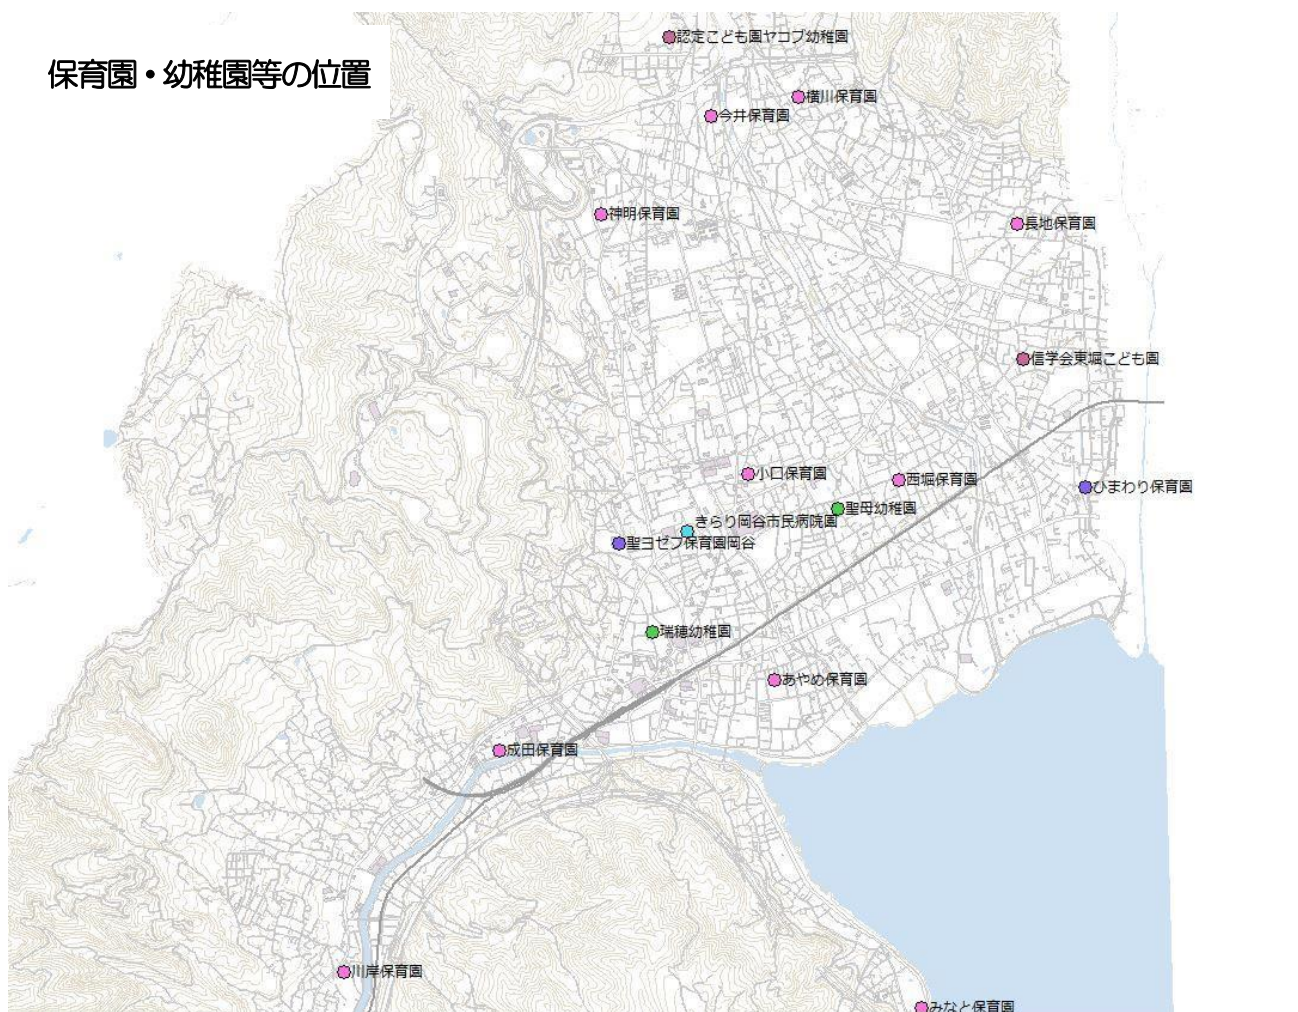 保育園・幼稚園等の位置
認定こども園ヤコブ幼稚園
横川保育園
今井保育園
神明保育園
長地保育園
信学会東堀こども園
小口保育園
西堀保育園
ひまわり保育園
聖母幼稚園
きらり岡谷市民病院園
聖ヨゼフ保育園岡谷
瑞穂幼稚園
あやめ保育園
成田保育園
川岸保育園
みなと保育園